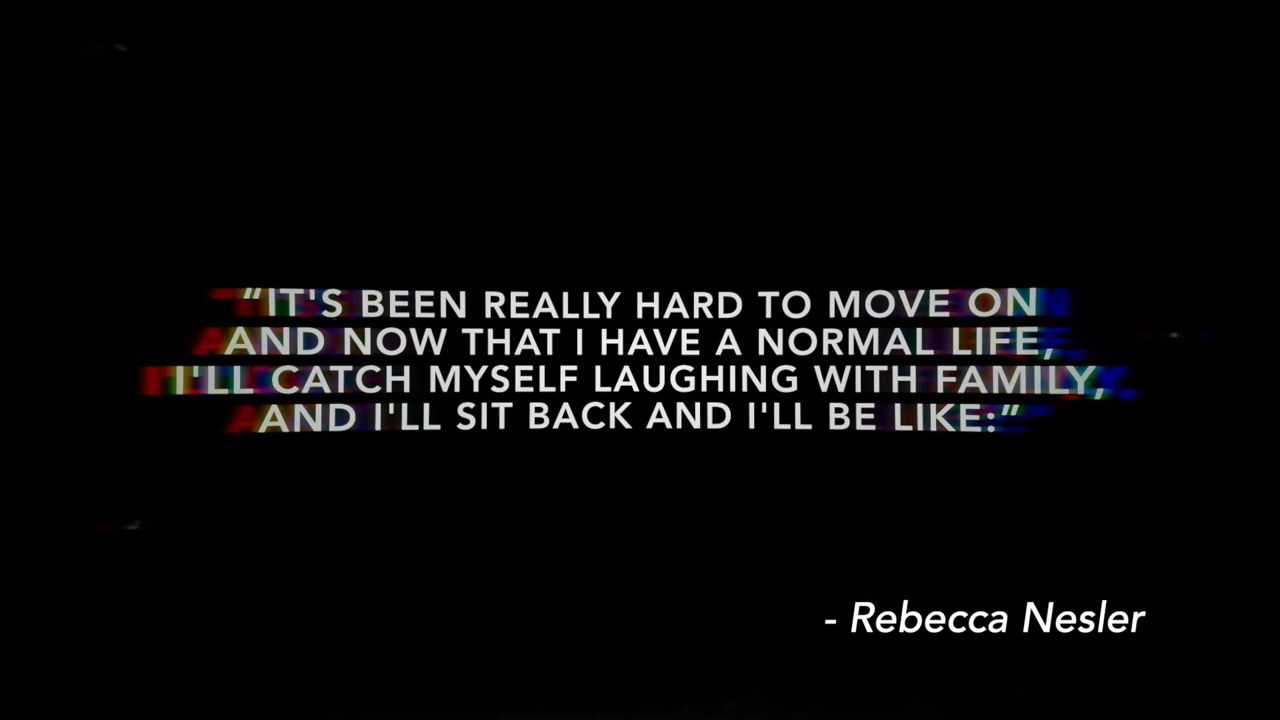 “IT'S BEEN REALLY HARD TO MOVE ON
AND NOW THAT I HAVE A NORMAL LIFE,
I'LL CATCH MYSELF LAUGHING WITH FAMILY,
AND I'LL SIT BACK AND I'LL BE LIKE:”
- Rebecca Nesler